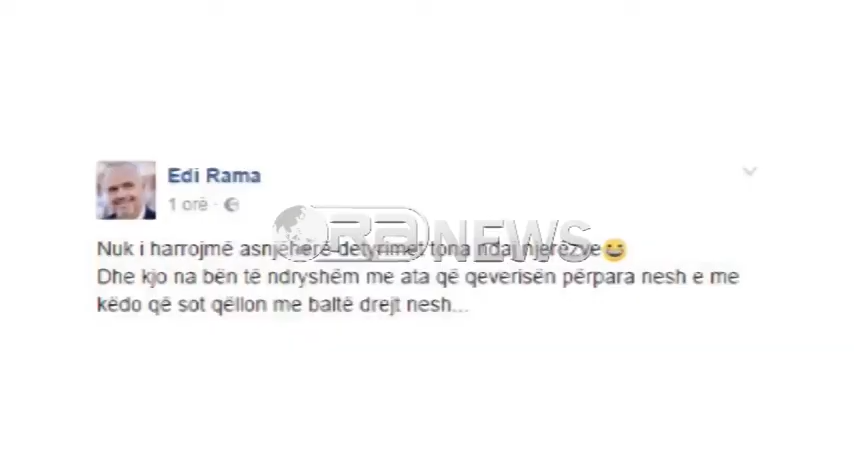 Edi Rama
1 orë
ORA NEWS
Nuk i harrojmë asnjëherë detyrimet tona ndaj njerëzve
Dhe kjo na bën të ndryshëm me ata që qeverisën përpara nesh e me
këdo që sot qëllon me baltë drejt nesh...